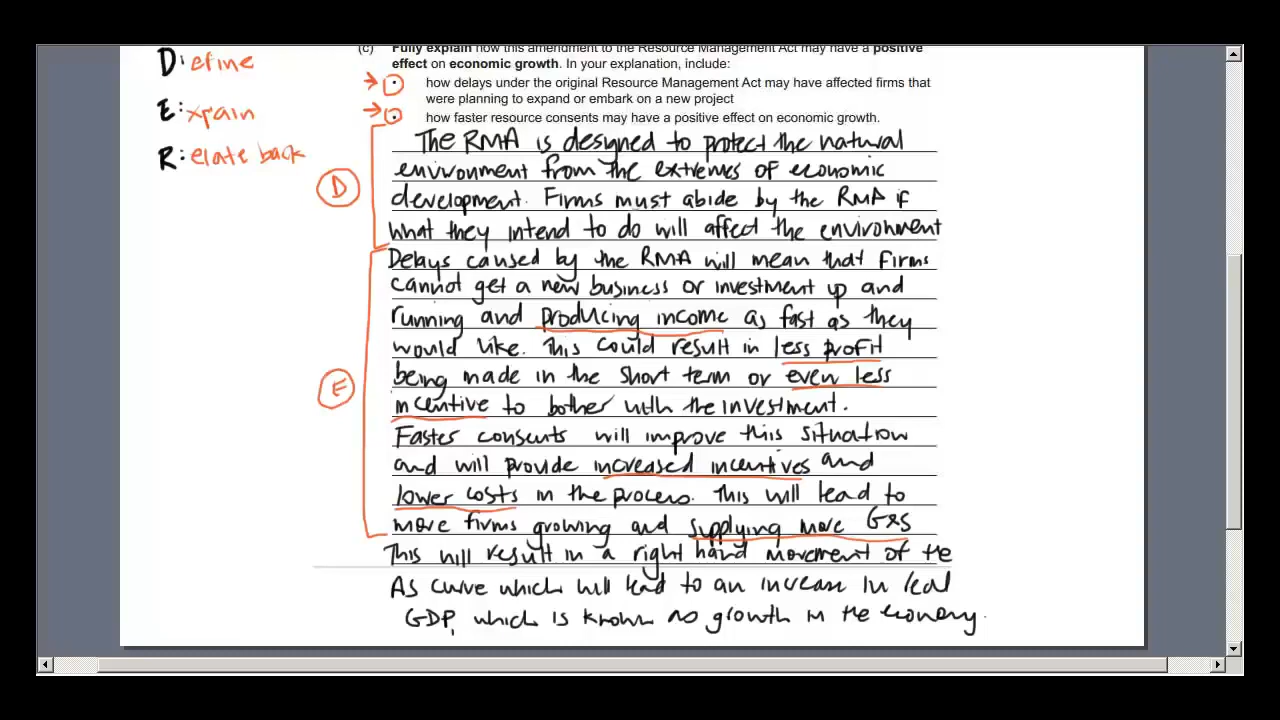 D: efine
E: xplain
R: elate back
(c) Fully explain how this amendment to the Resource Management Act may have a positive
effect on economic growth. In your explanation, include:
• how delays under the original Resource Management Act may have affected firms that
were planning to expand or embark on a new project
• how faster resource consents may have a positive effect on economic growth.
D
The RMA is designed to protect the natural
environment from the extremes of economic
development. Firms must abide by the RMA if
what they intend to do will affect the environment
E
Delays caused by the RMA will mean that firms
cannot get a new business or investment up and
running and producing income as fast as they
would like. This could result in less profit
being made in the short term or even less
incentive to bother with the investment.
Faster consents will improve this situation
and will provide increased incentives and
lower costs in the process. This will lead to
more firms growing and supplying more G&S
This will result in a right hand movement of the
AS curve which will lead to an increase in real
GDP, which is known as growth in the economy.